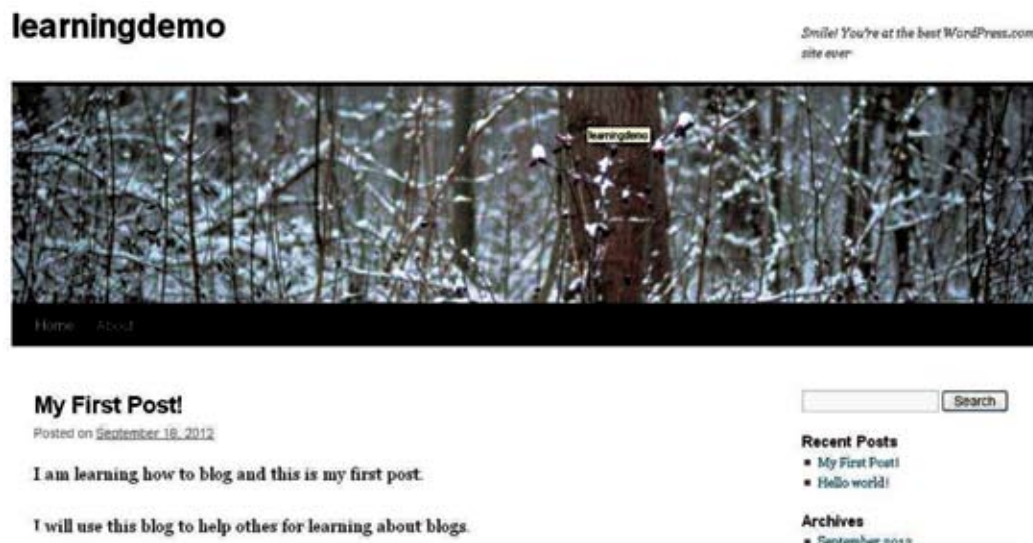 learningdemo
Smile! You're at the best WordPress.com
site ever
learningdemo
Home About
My First Post!
Posted on September 18, 2012
I am learning how to blog and this is my first post.
I will use this blog to help othes for learning about blogs.
Search
Recent Posts
My First Post!
Hello world!
Archives
September 2012